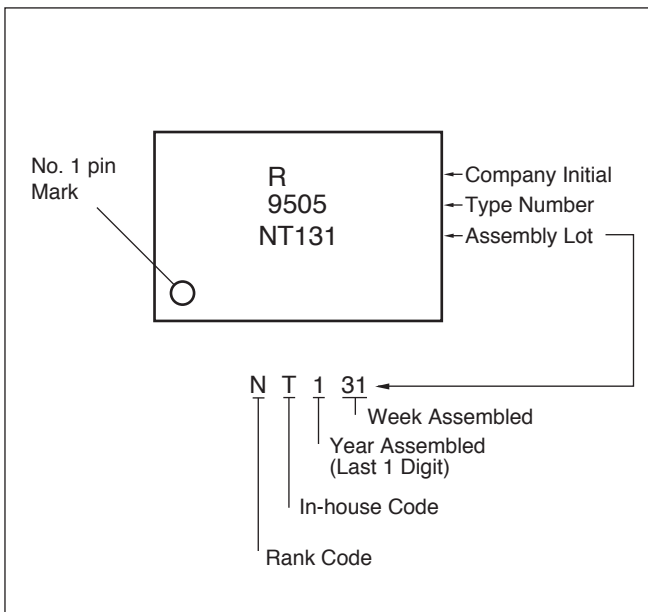 No. 1 pin
Mark
R
9505
NT131
Company Initial
Type Number
Assembly Lot
N T 1 31
Week Assembled
Year Assembled
(Last 1 Digit)
In-house Code
Rank Code